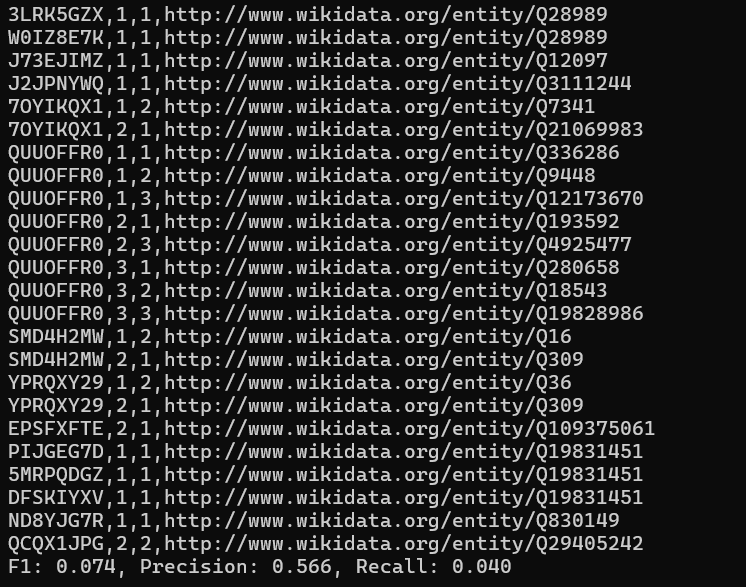 3LRK5GZX,1,1,http://www.wikidata.org/entity/Q28989
W0IZ8E7K,1,1,http://www.wikidata.org/entity/Q28989
J73EJIMZ,1,1,http://www.wikidata.org/entity/Q12097
J2JPNYWQ,1,1,http://www.wikidata.org/entity/Q3111244
7OYIKQX1,1,2,http://www.wikidata.org/entity/Q7341
7OYIKQX1,2,1,http://www.wikidata.org/entity/Q21069983
QUUOFFR0,1,1,http://www.wikidata.org/entity/Q336286
QUUOFFR0,1,2,http://www.wikidata.org/entity/Q9448
QUUOFFR0,1,3,http://www.wikidata.org/entity/Q12173670
QUUOFFR0,2,1,http://www.wikidata.org/entity/Q193592
QUUOFFR0,2,3,http://www.wikidata.org/entity/Q4925477
QUUOFFR0,3,1,http://www.wikidata.org/entity/Q280658
QUUOFFR0,3,2,http://www.wikidata.org/entity/Q18543
QUUOFFR0,3,3,http://www.wikidata.org/entity/Q19828986
SMD4H2MW,1,2,http://www.wikidata.org/entity/Q16
SMD4H2MW,2,1,http://www.wikidata.org/entity/Q309
YPRQXY29,1,2,http://www.wikidata.org/entity/Q36
YPRQXY29,2,1,http://www.wikidata.org/entity/Q309
EPSFXFTE,2,1,http://www.wikidata.org/entity/Q109375061
PIJGEG7D,1,1,http://www.wikidata.org/entity/Q19831451
5MRPQDGZ,1,1,http://www.wikidata.org/entity/Q19831451
DFSKIYXV,1,1,http://www.wikidata.org/entity/Q19831451
ND8YJG7R,1,1,http://www.wikidata.org/entity/Q830149
QCQX1JPG,2,2,http://www.wikidata.org/entity/Q29405242
F1: 0.074, Precision: 0.566, Recall: 0.040